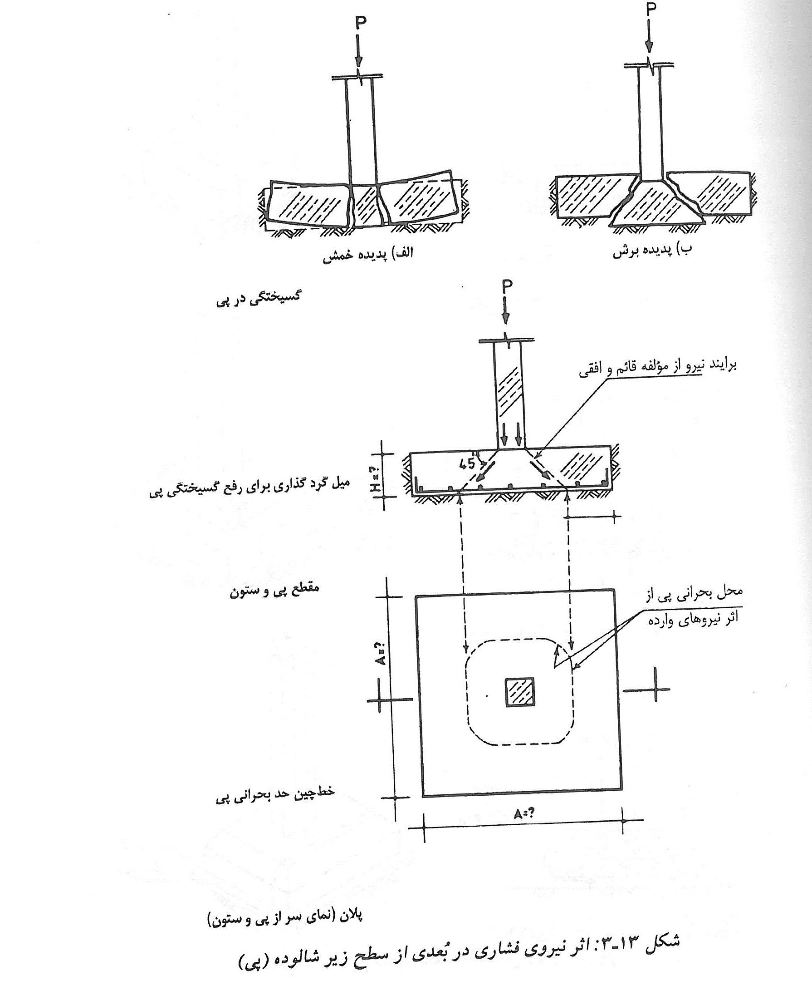 P
P
الف) پدیده خمش
ب) پدیده برش
گسیختگی در پی
P
برایند نیرو از مؤلفه قائم و افقی
45°
H=?
میل گرد گذاری برای رفع گسیختگی پی
مقطع پی و ستون
محل بحرانی پی از
اثر نیروهای وارده
A=?
خط‌چین حد بحرانی پی
A=?
پلان (نمای سر از پی و ستون)
شکل ۱۳ـ۳: اثر نیروی فشاری در بُعدی از سطح زیر شالوده (پی)